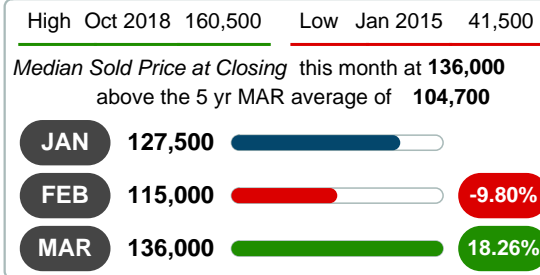 High Oct 2018 160,500 Low Jan 2015 41,500
Median Sold Price at Closing this month at 136,000
above the 5 yr MAR average of 104,700
JAN 127,500
FEB 115,000 -9.80%
MAR 136,000 18.26%